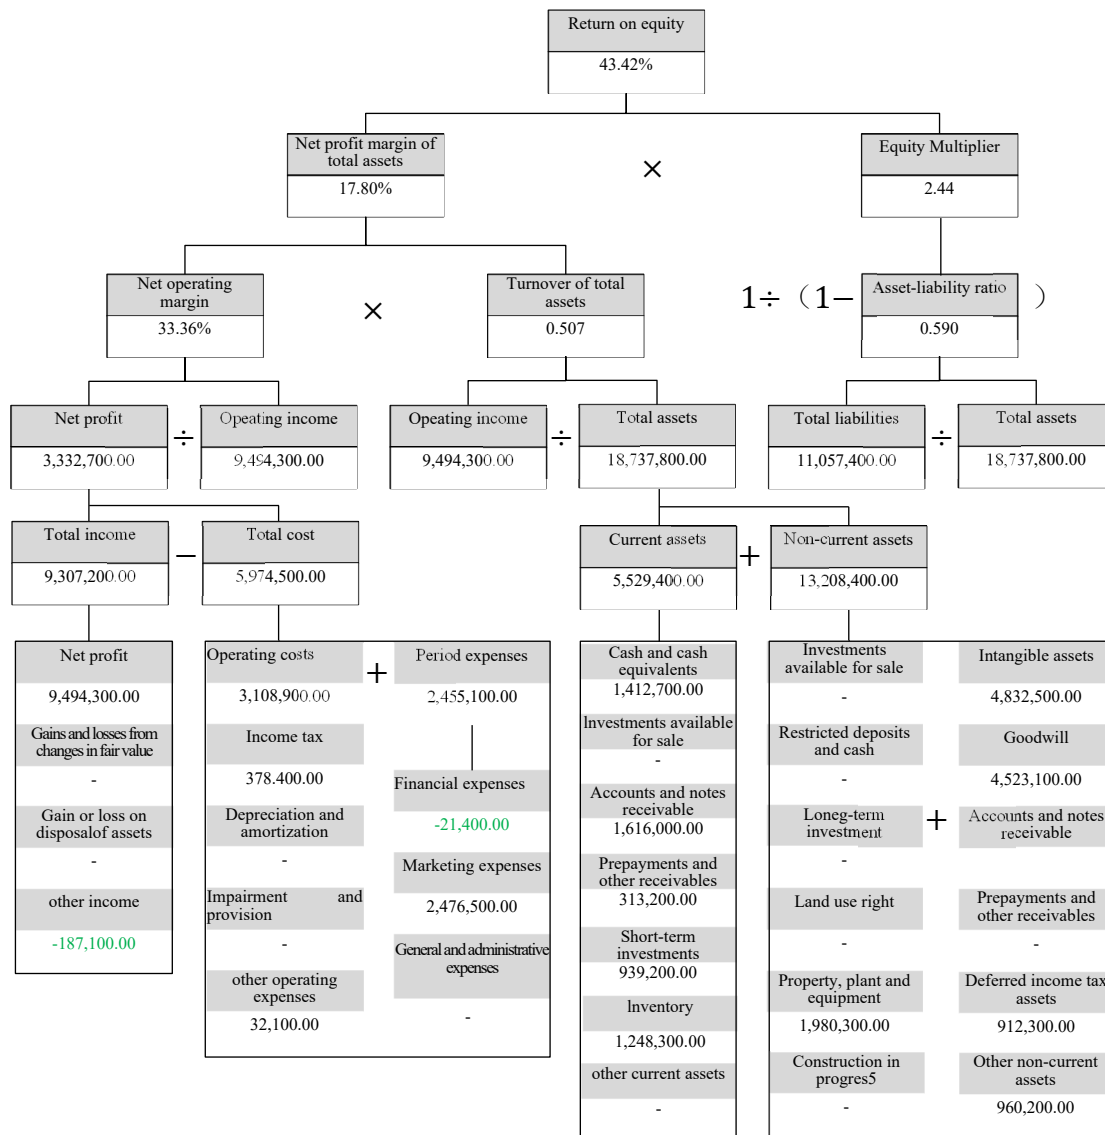 Return on equity
43.42%
Net profit margin of
total assets
17.80%
×
Equity Multiplier
2.44
Net operating
margin
33.36%
×
Turnover of total
assets
0.507
1÷（1−
Asset-liability ratio
0.590
）
Net profit
3,332,700.00
÷
Opeating income
9,494,300.00
Opeating income
9,494,300.00
÷
Total assets
18,737,800.00
Total liabilities
11,057,400.00
÷
Total assets
18,737,800.00
Total income
9,307,200.00
−
Total cost
5,974,500.00
Current assets
5,529,400.00
+
Non-current assets
13,208,400.00
Net profit
9,494,300.00
Gains and losses from
changes in fair value
-
Gain or loss on
disposalof assets
-
other income
-187,100.00
Operating costs
3,108,900.00
Income tax
378.400.00
Depreciation and
amortization
-
Impairment and
provision
-
other operating
expenses
32,100.00
+
Period expenses
2,455,100.00
Financial expenses
-21,400.00
Marketing expenses
2,476,500.00
General and administrative
expenses
-
Cash and cash
equivalents
1,412,700.00
lnvestments available
for sale
-
Accounts and notes
receivable
1,616,000.00
Prepayments and
other receivables
313,200.00
Short-term
investments
939,200.00
lnventory
1,248,300.00
other current assets
-
Investments
available for sale
-
Restricted deposits
and cash
-
Loneg-term
investment
-
Land use right
-
Property, plant and
equipment
1,980,300.00
Construction in
progres5
-
+
Intangible assets
4,832,500.00
Goodwill
4,523,100.00
Accounts and notes
receivable
Prepayments and
other receivables
-
Deferred income tax
assets
912,300.00
Other non-current
assets
960,200.00